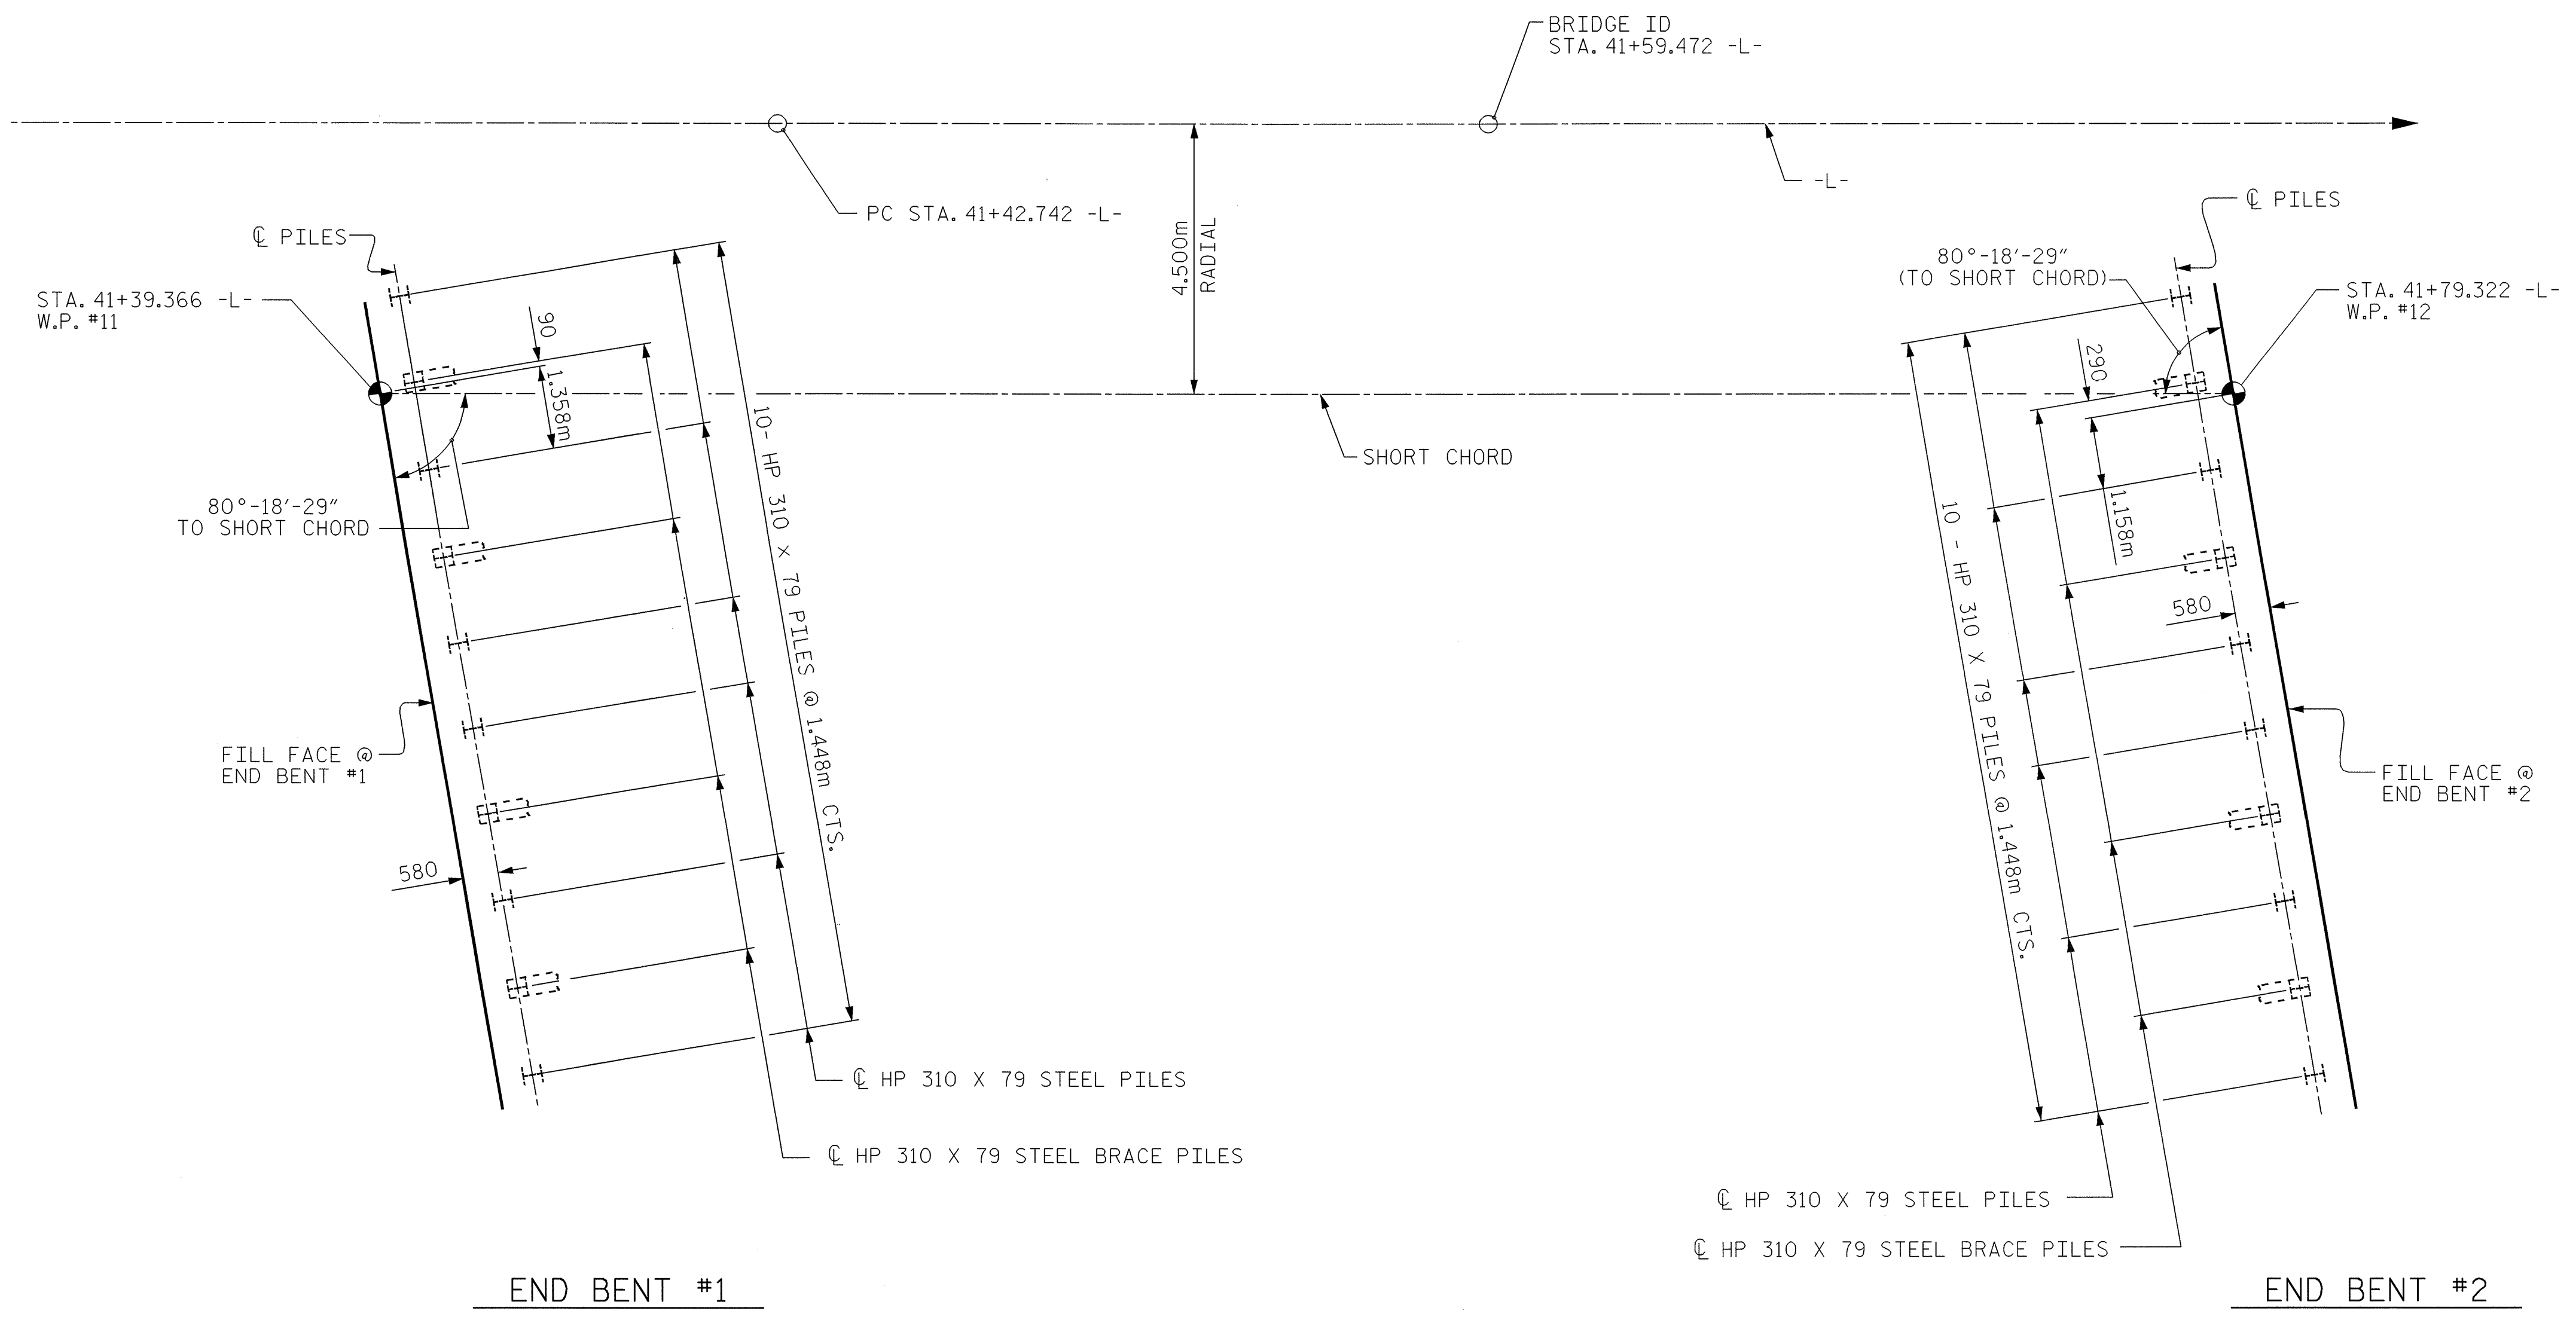 BRIDGE ID
STA. 41+59.472 -L-
-L-
PC STA. 41+42.742 -L-
4.500m
RADIAL
℄ PILES
STA. 41+39.366 -L-
W.P. #11
90
1.358m
10- HP 310 x 79 PILES @ 1.448m CTS.
80°-18'-29"
TO SHORT CHORD
SHORT CHORD
FILL FACE @
END BENT #1
580
℄ HP 310 X 79 STEEL PILES
℄ HP 310 X 79 STEEL BRACE PILES
END BENT #1
℄ PILES
80°-18'-29"
(TO SHORT CHORD)
STA. 41+79.322 -L-
W.P. #12
290
1.158m
10 - HP 310 X 79 PILES @ 1.448m CTS.
580
FILL FACE @
END BENT #2
℄ HP 310 X 79 STEEL PILES
℄ HP 310 X 79 STEEL BRACE PILES
END BENT #2